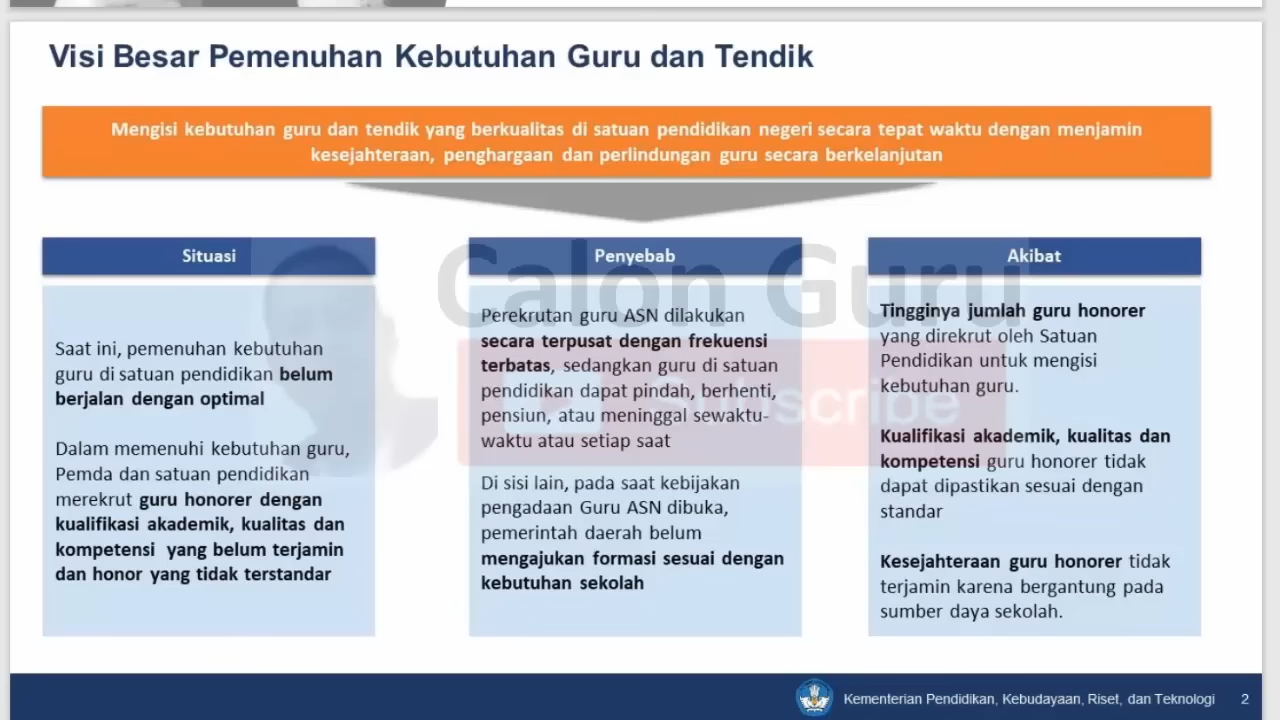 Visi Besar Pemenuhan Kebutuhan Guru dan Tendik
Mengisi kebutuhan guru dan tendik yang berkualitas di satuan pendidikan negeri secara tepat waktu dengan menjamin
kesejahteraan, penghargaan dan perlindungan guru secara berkelanjutan
Situasi
Saat ini, pemenuhan kebutuhan
guru di satuan pendidikan belum
berjalan dengan optimal
Dalam memenuhi kebutuhan guru,
Pemda dan satuan pendidikan
merekrut guru honorer dengan
kualifikasi akademik, kualitas dan
kompetensi yang belum terjamin
dan honor yang tidak terstandar
Penyebab
Perekrutan guru ASN dilakukan
secara terpusat dengan frekuensi
terbatas, sedangkan guru di satuan
pendidikan dapat pindah, berhenti,
pensiun, atau meninggal sewaktu-
waktu atau setiap saat
Di sisi lain, pada saat kebijakan
pengadaan Guru ASN dibuka,
pemerintah daerah belum
mengajukan formasi sesuai dengan
kebutuhan sekolah
Akibat
Tingginya jumlah guru honorer
yang direkrut oleh Satuan
Pendidikan untuk mengisi
kebutuhan guru.
Kualifikasi akademik, kualitas dan
kompetensi guru honorer tidak
dapat dipastikan sesuai dengan
standar
Kesejahteraan guru honorer tidak
terjamin karena bergantung pada
sumber daya sekolah.
Calon Guru
Subscribe
Kementerian Pendidikan, Kebudayaan, Riset, dan Teknologi 2